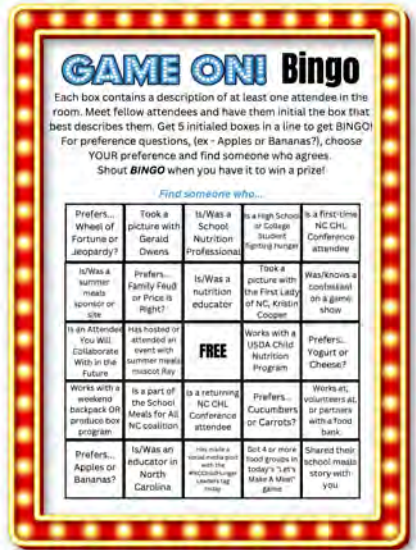 GAME ON! Bingo
Each box contains a description of at least one attendee in the
room. Meet fellow attendees and have them initial the box that
best describes them. Get 5 initialed boxes in a line to get BINGO!
For preference questions, (ex - Apples or Bananas?), choose
YOUR preference and find someone who agrees.
Shout BINGO when you have it to win a prize!
Find someone who...
Prefers...
Wheel of
Fortune or
Jeopardy?
Took a
picture with
Gerald
Owens
Is/Was a
School
Nutrition
Professional
Is a High School
or College
Student
fighting hunger
Is a first-time
NC CHL
Conference
attendee
Is/Was a
summer
meals
sponsor or
site
Prefers...
Family Feud
or Price is
Right?
Is/Was a
nutrition
educator
Took a
picture with
the First Lady
of NC, Kristin
Cooper
Was/knows a
contestant
on a game
show
Is an Attendee
You Will
Collaborate
With in the
Future
Has hosted or
attended an
event with
summer meals
mascot Ray
FREE
Works with a
USDA Child
Nutrition
Program
Prefers...
Yogurt or
Cheese?
Works with a
weekend
backpack OR
produce box
program
Is a part of
the School
Meals for All
NC coalition
Is a returning
NC CHL
Conference
attendee
Prefers...
Cucumbers
or Carrots?
Works at,
volunteers at,
or partners
with a food
bank
Prefers...
Apples or
Bananas?
Is/Was an
educator in
North
Carolina
Has made a
social media post
with the
#NCChildHunger
Leaders tag
today
Got 4 or more
food groups in
today's "Let's
Make A Meal"
game
Shared their
school meals
story with
you